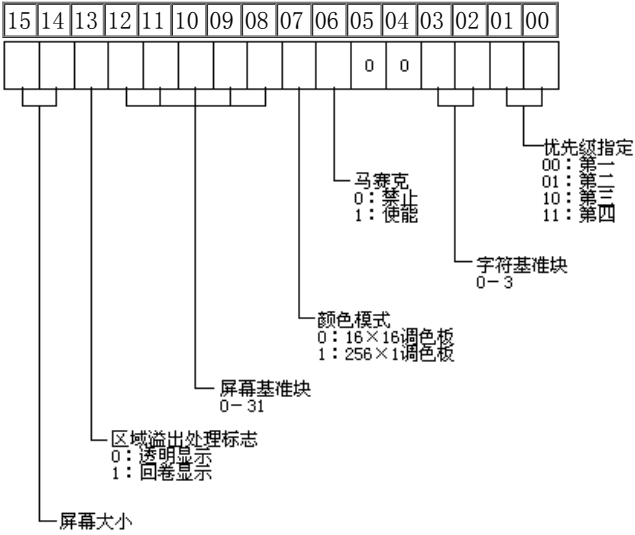 15 14 13 12 11 10 09 08 07 06 05 04 03 02 01 00
0 0
优先级指定
00：第一
01：第二
10：第三
11：第四
马赛克
0：禁止
1：使能
字符基准块
0－3
颜色模式
0：16×16调色板
1：256×1调色板
屏幕基准块
0－31
区域溢出处理标志
0：透明显示
1：回卷显示
屏幕大小